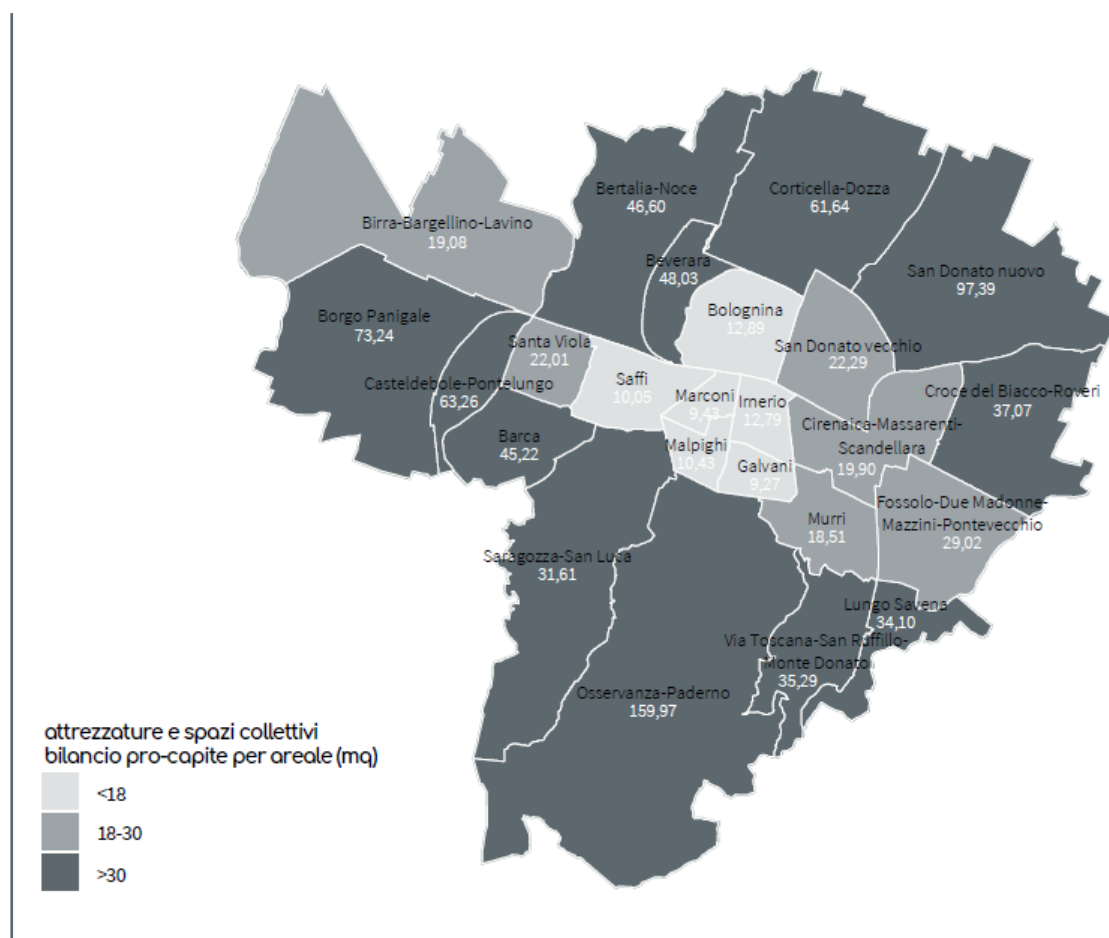 Bertalia-Noce
46,60
Corticella-Dozza
61,64
Birra-Bargellino-Lavino
19,08
Beverara
48,03
San Donato nuovo
97,39
Borgo Panigale
73,24
Bolognina
12,89
Santa Viola
22,01
San Donato vecchio
22,29
Casteldebole-Pontelungo
63,26
Saffi
10,05
Marconi
9,43
Irnerio
12,79
Croce del Biacco-Roveri
37,07
Barca
45,22
Malpighi
10,43
Galvani
9,27
Cirenaica-Massarenti-
Scandellara
19,90
Murri
18,51
Fossolo-Due Madonne-
Mazzini-Pontevecchio
29,02
Saragozza-San Luca
31,61
Lungo Savena
34,10
Via Toscana-San Ruffillo-
Monte Donato
35,29
Osservanza-Paderno
159,97
attrezzature e spazi collettivi
bilancio pro-capite per areale (mq)
<18
18-30
>30